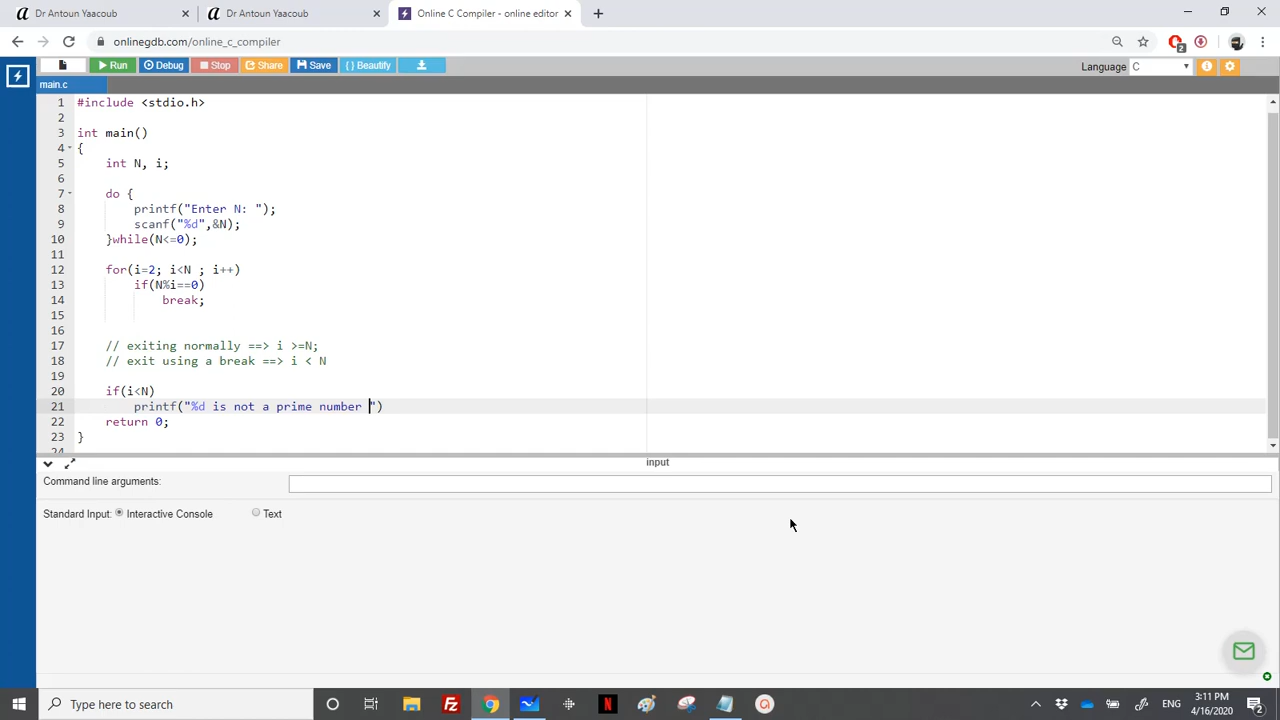 Dr Antoun Yaacoub
Dr Antoun Yaacoub
Online C Compiler - online editor
onlinegdb.com/online_c_compiler
2
Run
Debug
Stop
Share
Save
{ } Beautify
Language
C
main.c
1 #include <stdio.h>
2
3 int main()
4 {
5 int N, i;
6
7 do {
8 printf("Enter N: ");
9 scanf("%d",&N);
10 }while(N<=0);
11
12 for(i=2; i<N ; i++)
13 if(N%i==0)
14 break;
15
16
17 // exiting normally ==> i >=N;
18 // exit using a break ==> i < N
19
20 if(i<N)
21 printf("%d is not a prime number ")
22 return 0;
23 }
24
input
Command line arguments:
Standard Input:
Interactive Console
Text
Type here to search
ENG
3:11 PM
4/16/2020
2